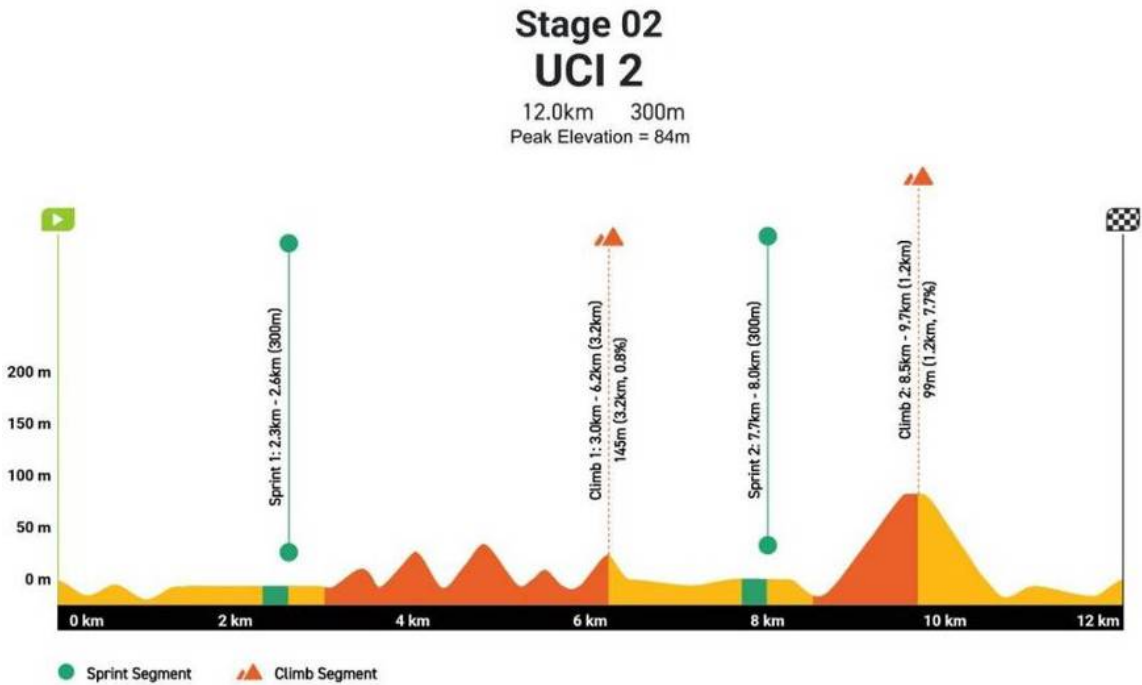 Stage 02
UCI 2
12.0km 300m
Peak Elevation = 84m
Sprint 1: 2.3km - 2.6km (300m)
Climb 1: 3.0km - 6.2km (3.2km)
145m (3.2km, 0.8%)
Sprint 2: 7.7km - 8.0km (300m)
Climb 2: 8.5km - 9.7km (1.2km)
99m (1.2km, 7.7%)
200 m
150 m
100 m
50 m
0 m
0 km 2 km 4 km 6 km 8 km 10 km 12 km
Sprint Segment Climb Segment